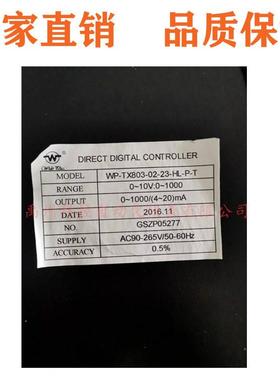 家直销 品质
DIRECT DIGITAL CONTROLLER
MODEL WP-TX803-02-23-HL-P-T
RANGE 0~10V:0~1000
OUTPUT 0~1000/(4~20)mA
DATE 2016.11
NO. GSZP05277
SUPPLY AC90-265V/50-60Hz
ACCURACY 0.5%